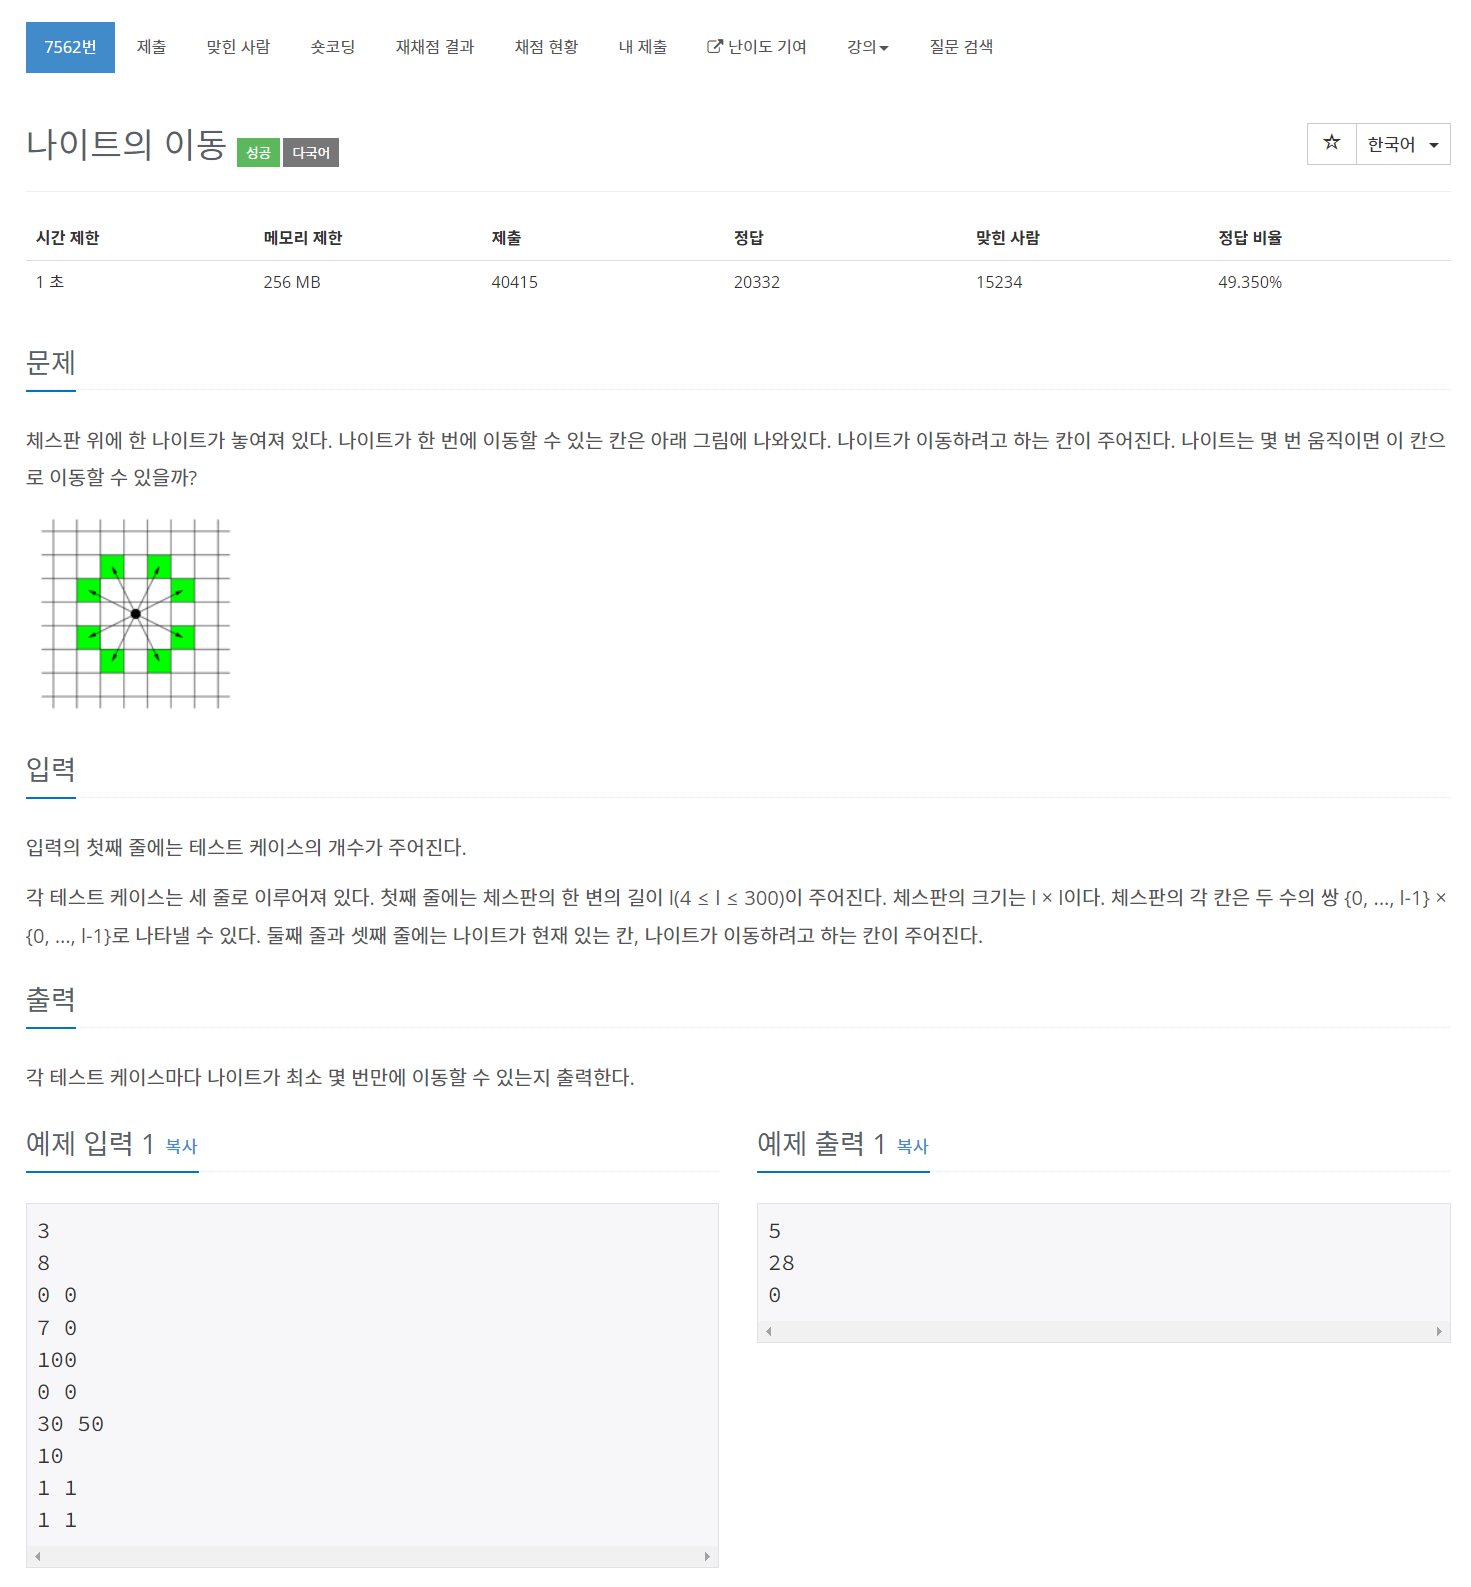 7562번 제출 맞힌 사람 숏코딩 재채점 결과 채점 현황 내 제출 난이도 기여 강의 질문 검색
나이트의 이동 성공 다국어 ☆ 한국어
시간 제한 메모리 제한 제출 정답 맞힌 사람 정답 비율
1 초 256 MB 40415 20332 15234 49.350%
문제
체스판 위에 한 나이트가 놓여져 있다. 나이트가 한 번에 이동할 수 있는 칸은 아래 그림에 나와있다. 나이트가 이동하려고 하는 칸이 주어진다. 나이트는 몇 번 움직이면 이 칸으
로 이동할 수 있을까?
입력
입력의 첫째 줄에는 테스트 케이스의 개수가 주어진다.
각 테스트 케이스는 세 줄로 이루어져 있다. 첫째 줄에는 체스판의 한 변의 길이 l(4 ≤ l ≤ 300)이 주어진다. 체스판의 크기는 l × l이다. 체스판의 각 칸은 두 수의 쌍 {0, ..., l-1} ×
{0, ..., l-1}로 나타낼 수 있다. 둘째 줄과 셋째 줄에는 나이트가 현재 있는 칸, 나이트가 이동하려고 하는 칸이 주어진다.
출력
각 테스트 케이스마다 나이트가 최소 몇 번만에 이동할 수 있는지 출력한다.
예제 입력 1 복사
3
8
0 0
7 0
100
0 0
30 50
10
1 1
1 1
예제 출력 1 복사
5
28
0